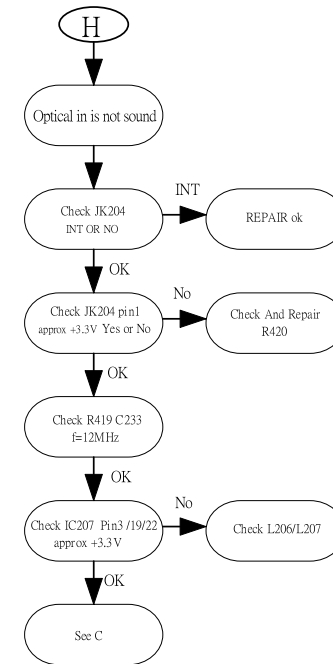 H
Optical in is not sound
Check JK204
INT OR NO
INT
REPAIR ok
OK
Check JK204 pin1
approx +3.3V Yes or No
No
Check And Repair
R420
OK
Check R419 C233
f=12MHz
OK
Check IC207 Pin3 /19/22
approx +3.3V
No
Check L206/L207
OK
See C